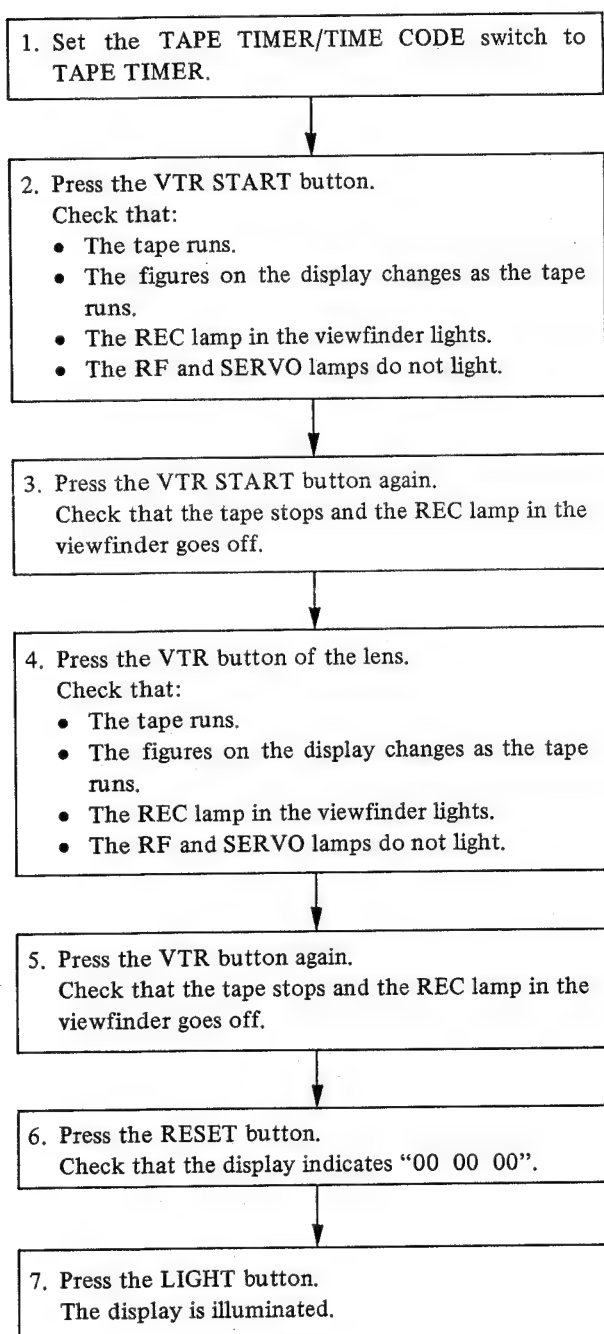 1. Set the TAPE TIMER/TIME CODE switch to
TAPE TIMER.
2. Press the VTR START button.
Check that:
• The tape runs.
• The figures on the display changes as the tape
runs.
• The REC lamp in the viewfinder lights.
• The RF and SERVO lamps do not light.
3. Press the VTR START button again.
Check that the tape stops and the REC lamp in the
viewfinder goes off.
4. Press the VTR button of the lens.
Check that:
• The tape runs.
• The figures on the display changes as the tape
runs.
• The REC lamp in the viewfinder lights.
• The RF and SERVO lamps do not light.
5. Press the VTR button again.
Check that the tape stops and the REC lamp in the
viewfinder goes off.
6. Press the RESET button.
Check that the display indicates “00 00 00”.
7. Press the LIGHT button.
The display is illuminated.